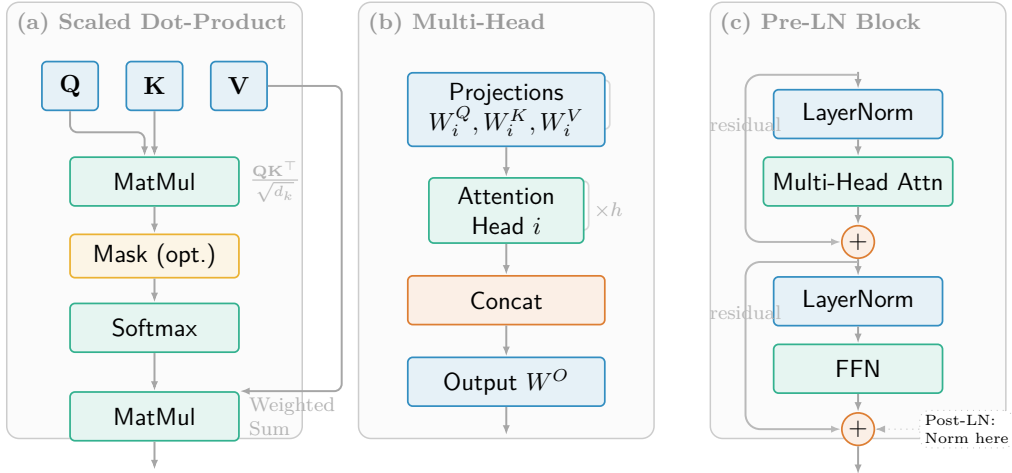 (a) Scaled Dot-Product
Q K V
MatMul
QK⊤
√dk
Mask (opt.)
Softmax
MatMul
Weighted
Sum
(b) Multi-Head
Projections
W_i^Q, W_i^K, W_i^V
Attention
Head i
×h
Concat
Output W^O
(c) Pre-LN Block
LayerNorm
residual
Multi-Head Attn
+
LayerNorm
residual
FFN
+
Post-LN:
Norm here